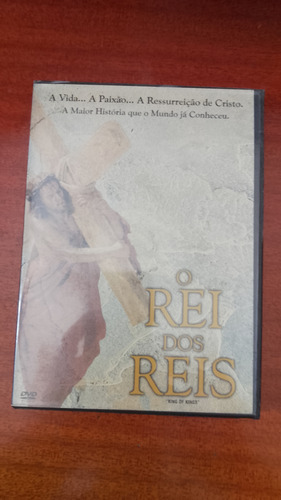 A Vida... A Paixão... A Ressurreição de Cristo.
A Maior História que o Mundo já Conheceu.
O
REI
DOS
REIS
"KING OF KINGS"
DVD